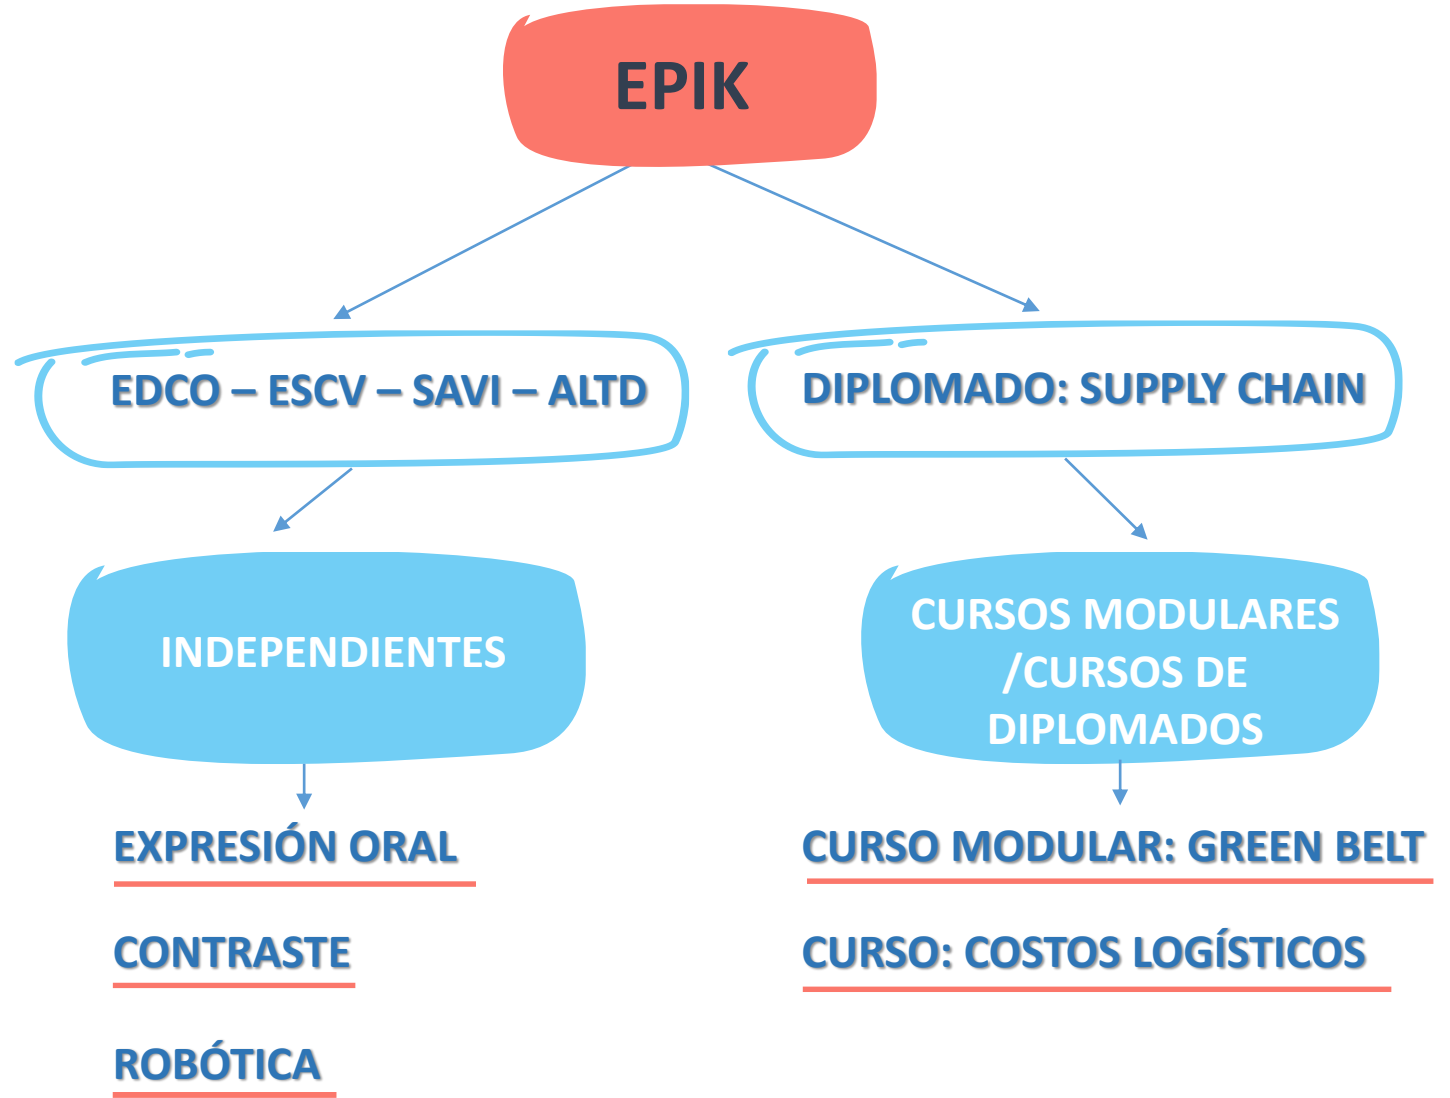 EPIK
EDCO – ESCV – SAVI – ALTD
DIPLOMADO: SUPPLY CHAIN
INDEPENDIENTES
CURSOS MODULARES
/CURSOS DE
DIPLOMADOS
EXPRESIÓN ORAL
CONTRASTE
ROBÓTICA
CURSO MODULAR: GREEN BELT
CURSO: COSTOS LOGÍSTICOS